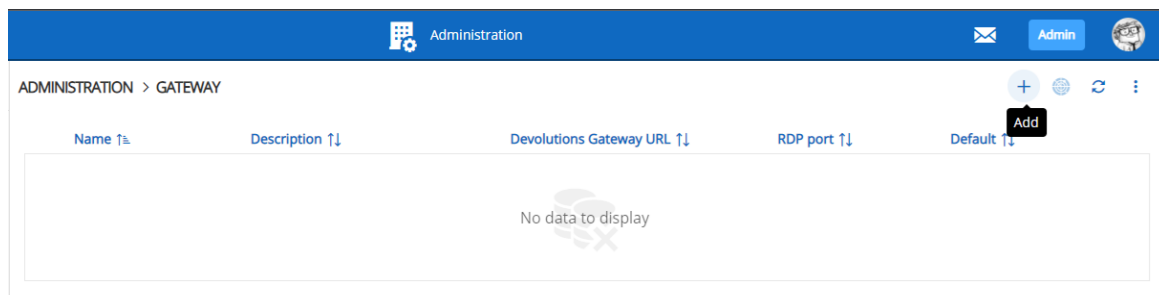 Administration
Admin
ADMINISTRATION > GATEWAY
Add
Name Description Devolutions Gateway URL RDP port Default
No data to display